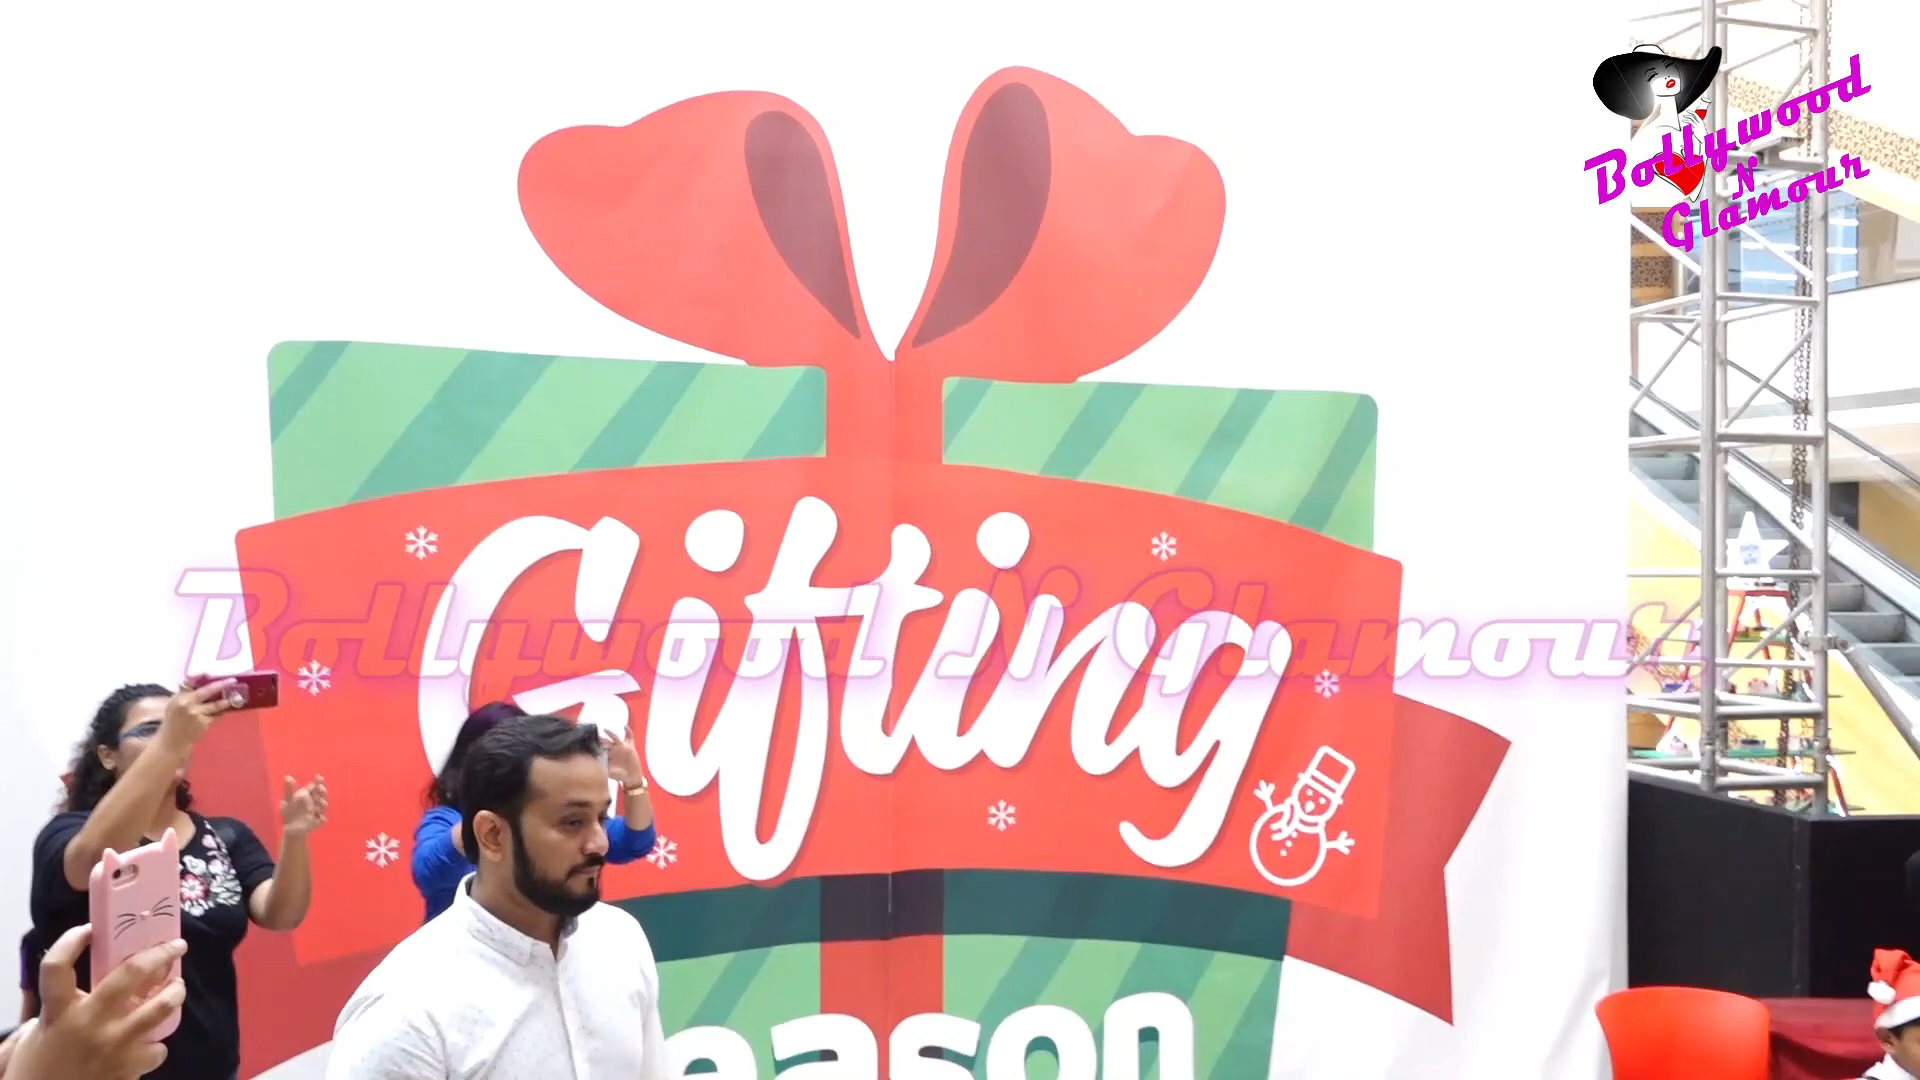 Bollywood
N
Glamour
Gifting
Bollywood N Glamour
eason